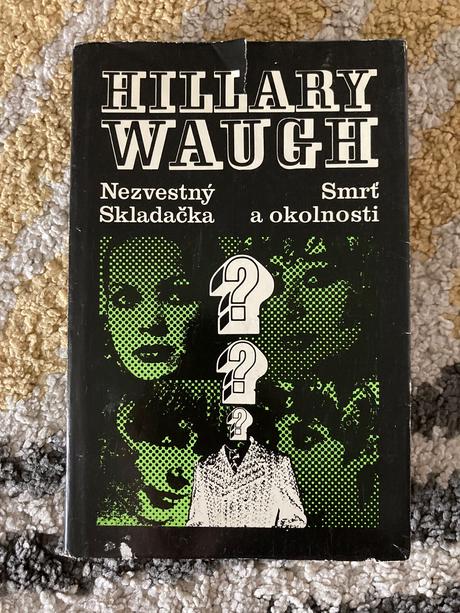 HILLARY
WAUGH
Nezvestný
Skladačka
Smrť
a okolnosti
?
?
?